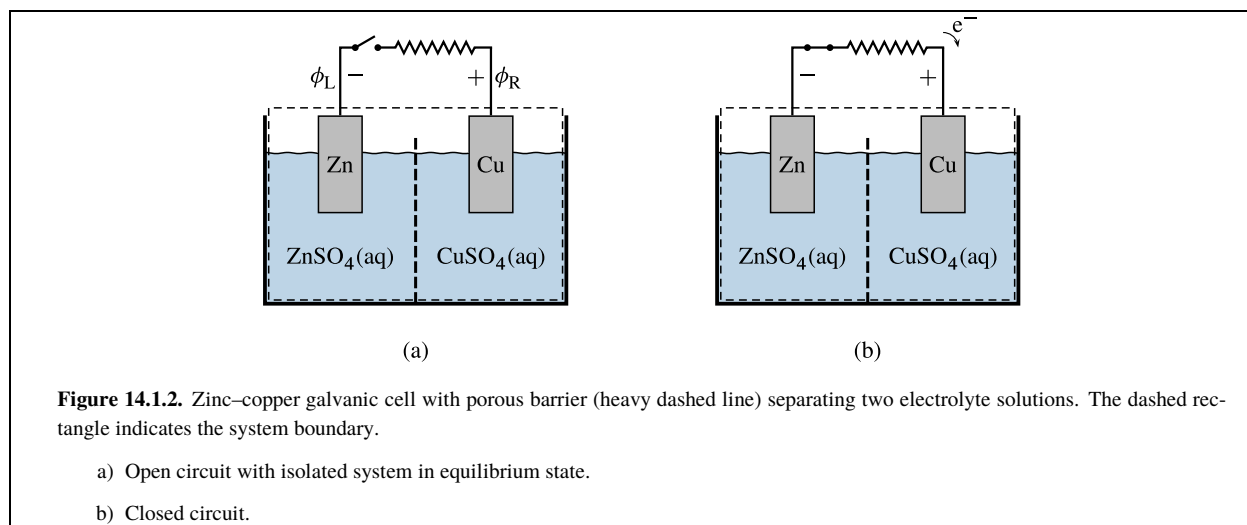 e−
ϕL − + ϕR
− +
Zn Cu
Zn Cu
ZnSO4(aq) CuSO4(aq)
ZnSO4(aq) CuSO4(aq)
(a) (b)
Figure 14.1.2. Zinc–copper galvanic cell with porous barrier (heavy dashed line) separating two electrolyte solutions. The dashed rec-
tangle indicates the system boundary.
a) Open circuit with isolated system in equilibrium state.
b) Closed circuit.